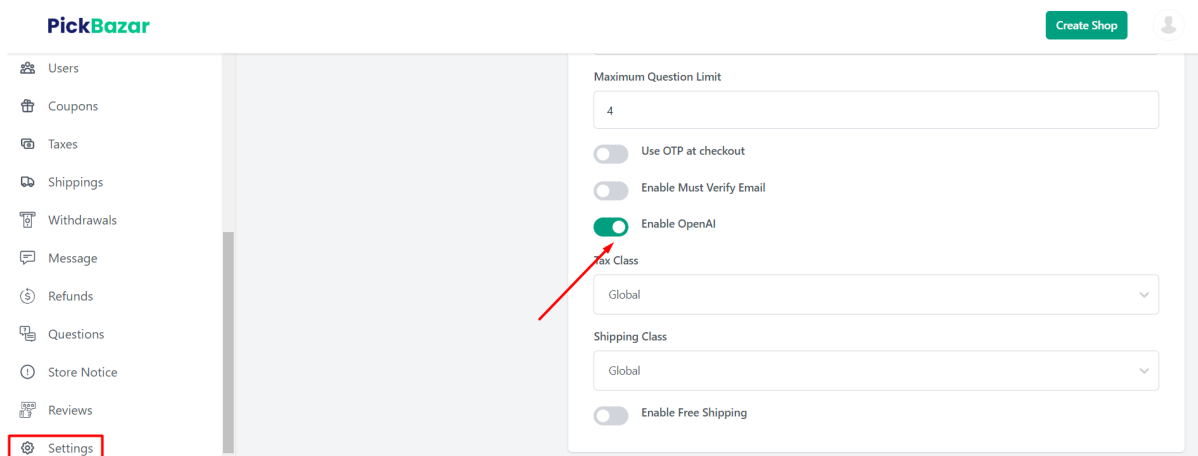 PickBazar
Create Shop
Users
Coupons
Taxes
Shippings
Withdrawals
Message
Refunds
Questions
Store Notice
Reviews
Settings
Maximum Question Limit
4
Use OTP at checkout
Enable Must Verify Email
Enable OpenAI
Tax Class
Global
Shipping Class
Global
Enable Free Shipping